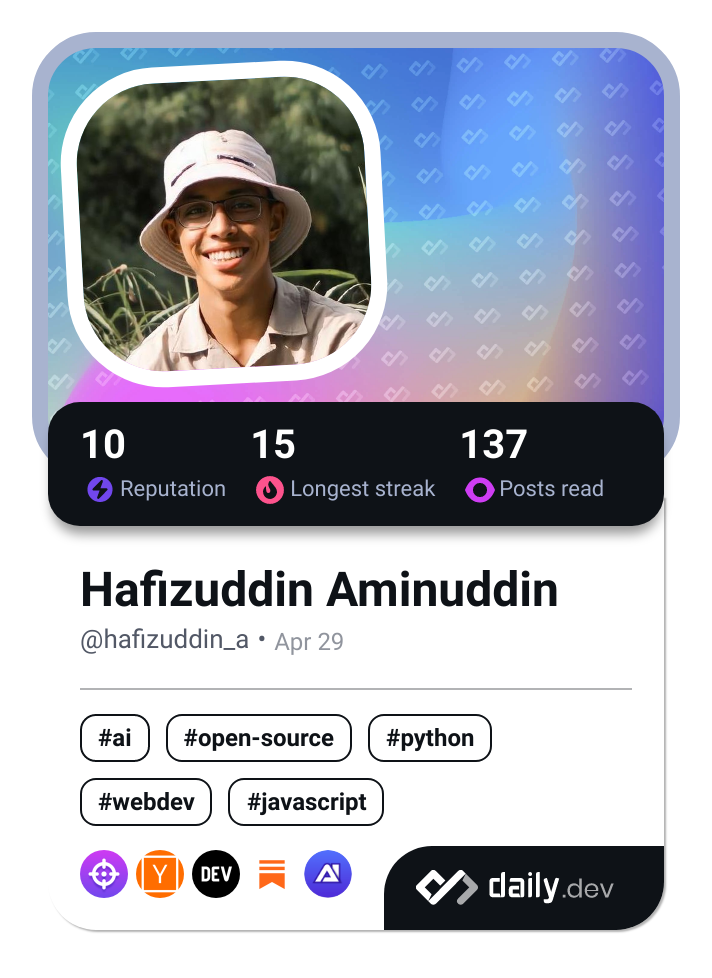 10 15 137
Reputation Longest streak Posts read
Hafizuddin Aminuddin
@hafizuddin_a • Apr 29
#ai #open-source #python
#webdev #javascript
Y DEV AI daily.dev